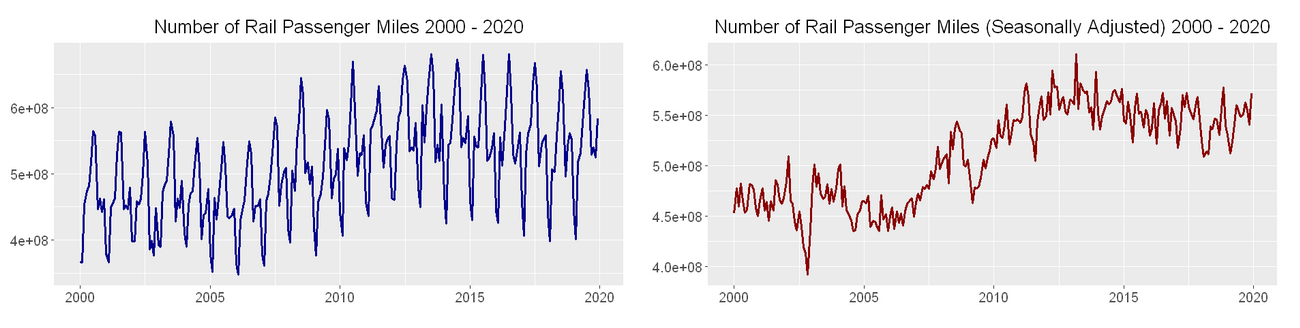 Number of Rail Passenger Miles 2000 - 2020
6e+08
5e+08
4e+08
2000 2005 2010 2015 2020
Number of Rail Passenger Miles (Seasonally Adjusted) 2000 - 2020
6.0e+08
5.5e+08
5.0e+08
4.5e+08
4.0e+08
2000 2005 2010 2015 2020